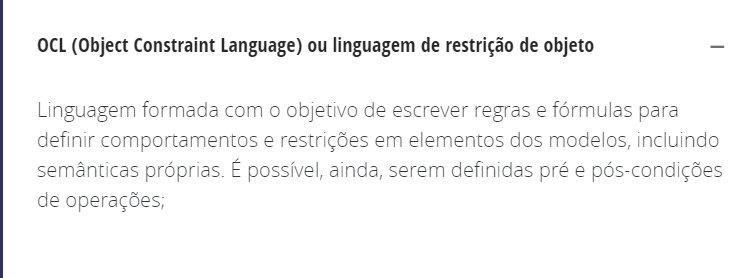 OCL (Object Constraint Language) ou linguagem de restrição de objeto
Linguagem formada com o objetivo de escrever regras e fórmulas para
definir comportamentos e restrições em elementos dos modelos, incluindo
semânticas próprias. É possível, ainda, serem definidas pré e pós-condições
de operações;